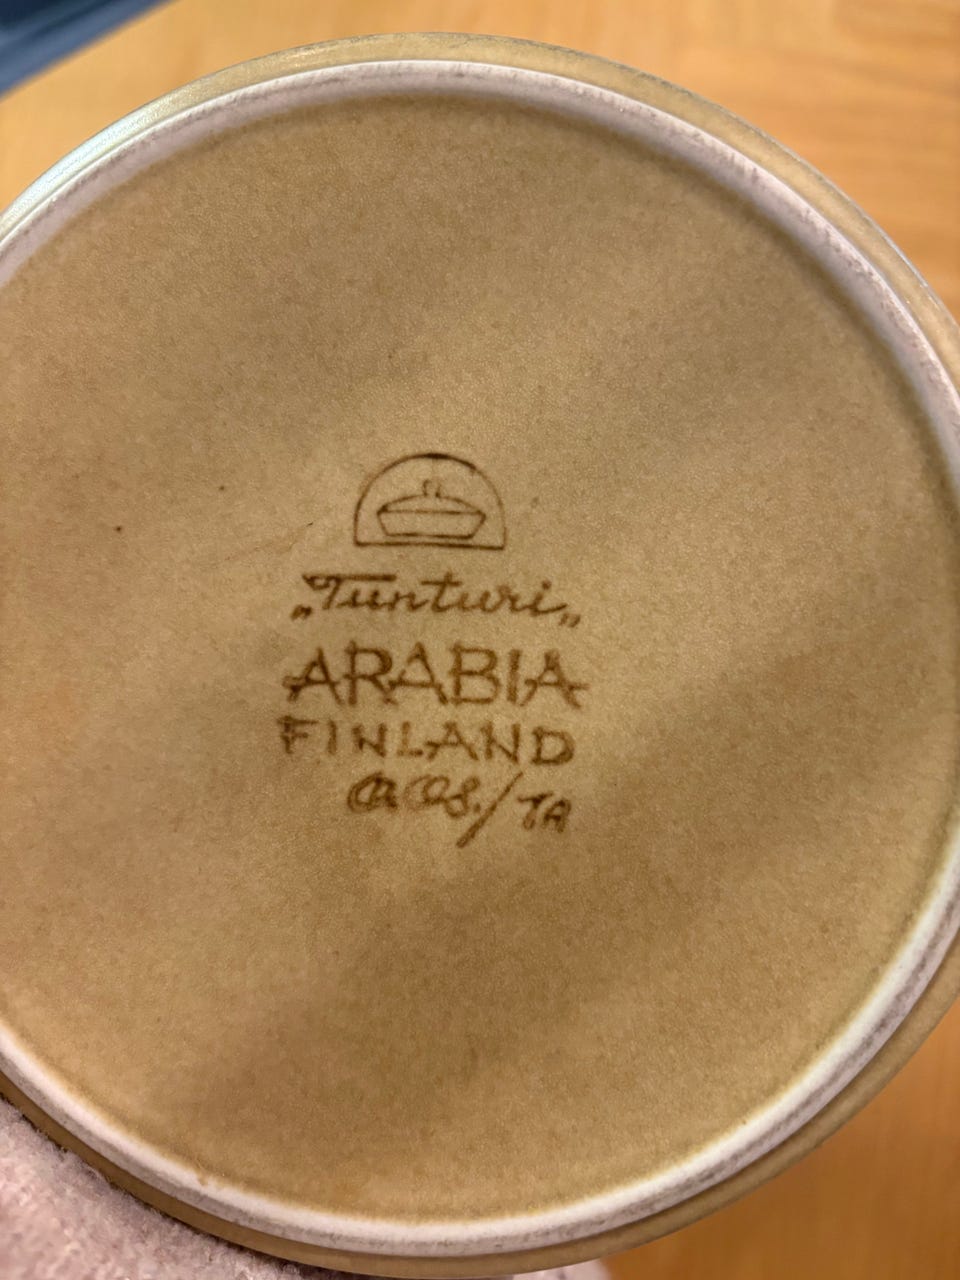 „Tunturi„
ARABIA
FINLAND
/TA